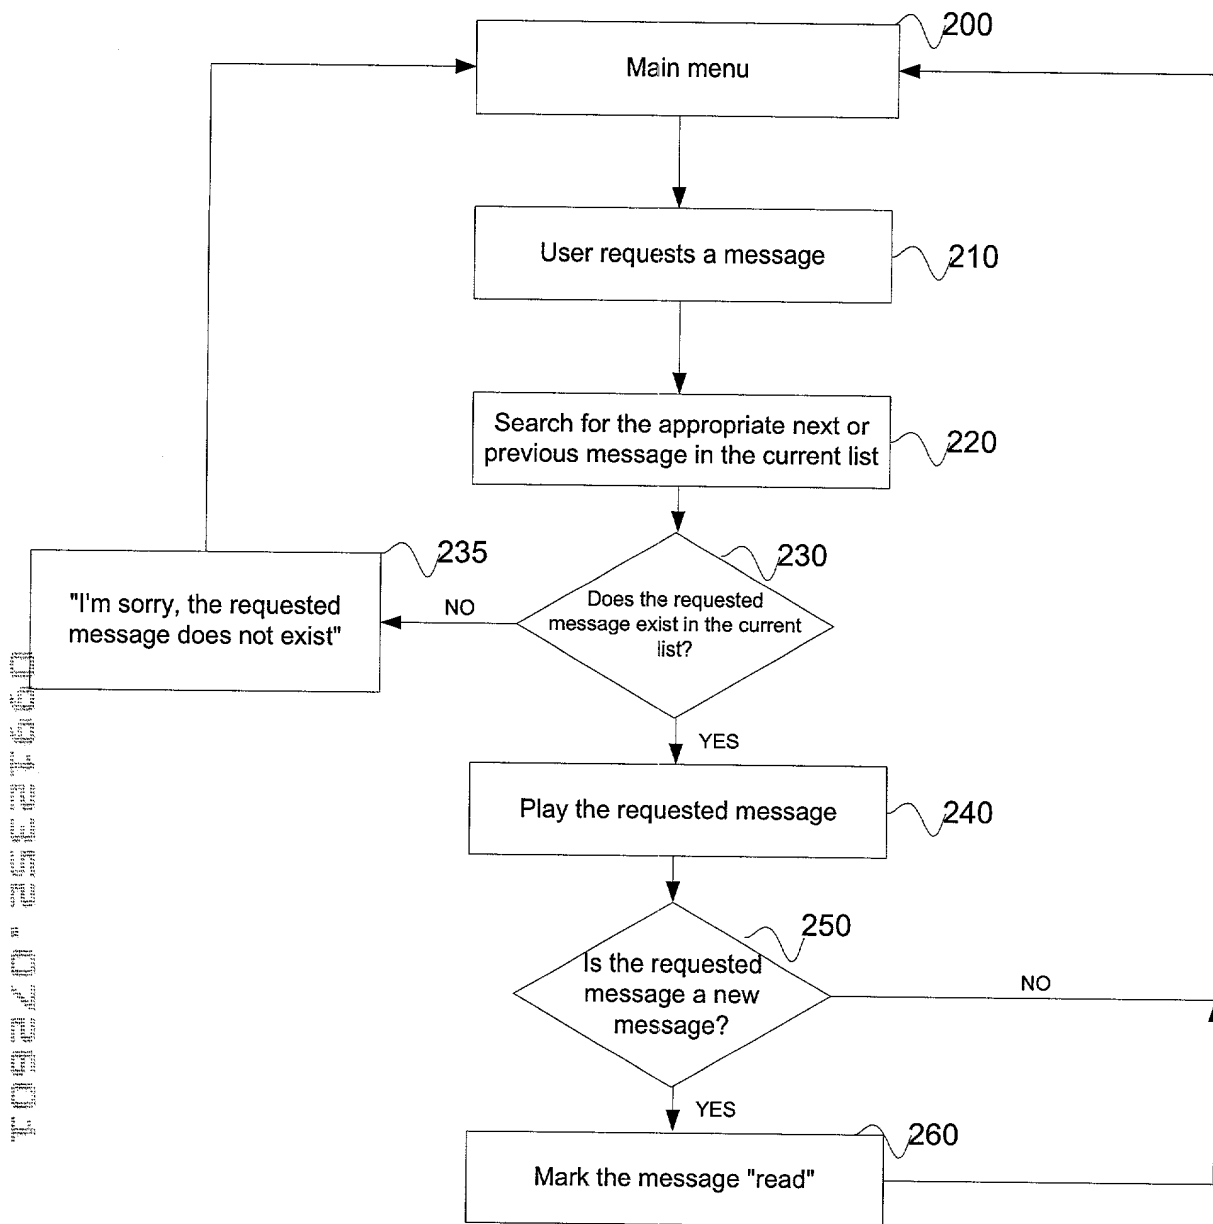 200
Main menu
User requests a message
210
Search for the appropriate next or
previous message in the current list
220
235
230
"I'm sorry, the requested
message does not exist"
NO
Does the requested
message exist in the current
list?
YES
Play the requested message
240
250
Is the requested
message a new
message?
NO
YES
260
Mark the message "read"